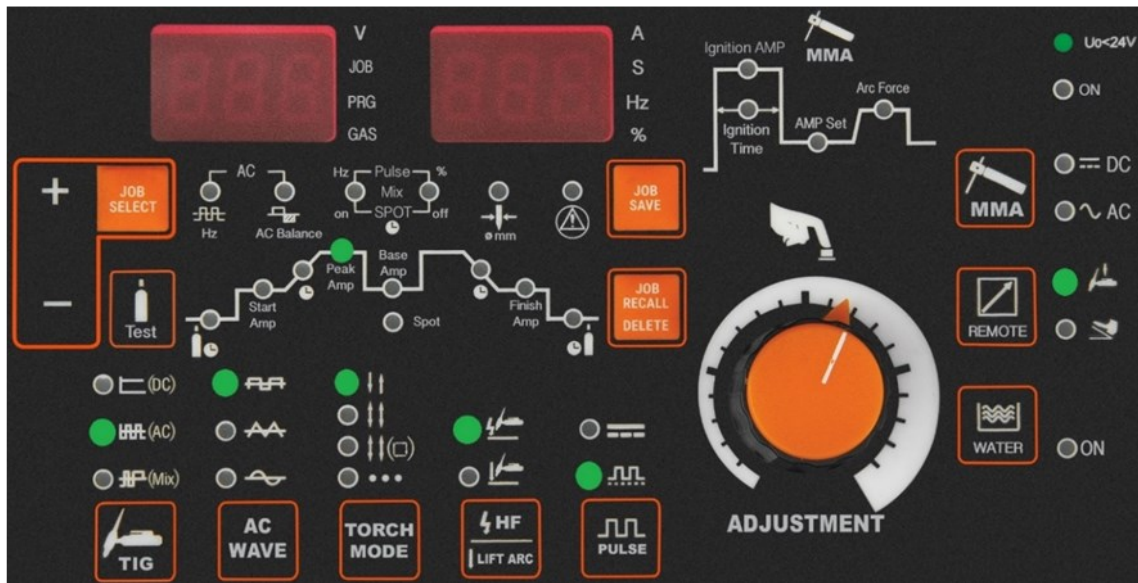 V
JOB
PRG
GAS
A
S
Hz
%
MMA
Ignition AMP
Ignition
Time
AMP Set
Arc Force
Uo<24V
ON
+
−
JOB
SELECT
AC
Hz
AC Balance
Hz Pulse %
Mix
on SPOT off
ømm
JOB
SAVE
MMA
DC
AC
Test
Start
Amp
Peak
Amp
Base
Amp
Spot
Finish
Amp
JOB
RECALL
DELETE
REMOTE
(DC)
(AC)
(Mix)
WATER
ON
TIG
AC
WAVE
TORCH
MODE
HF
LIFT ARC
PULSE
ADJUSTMENT